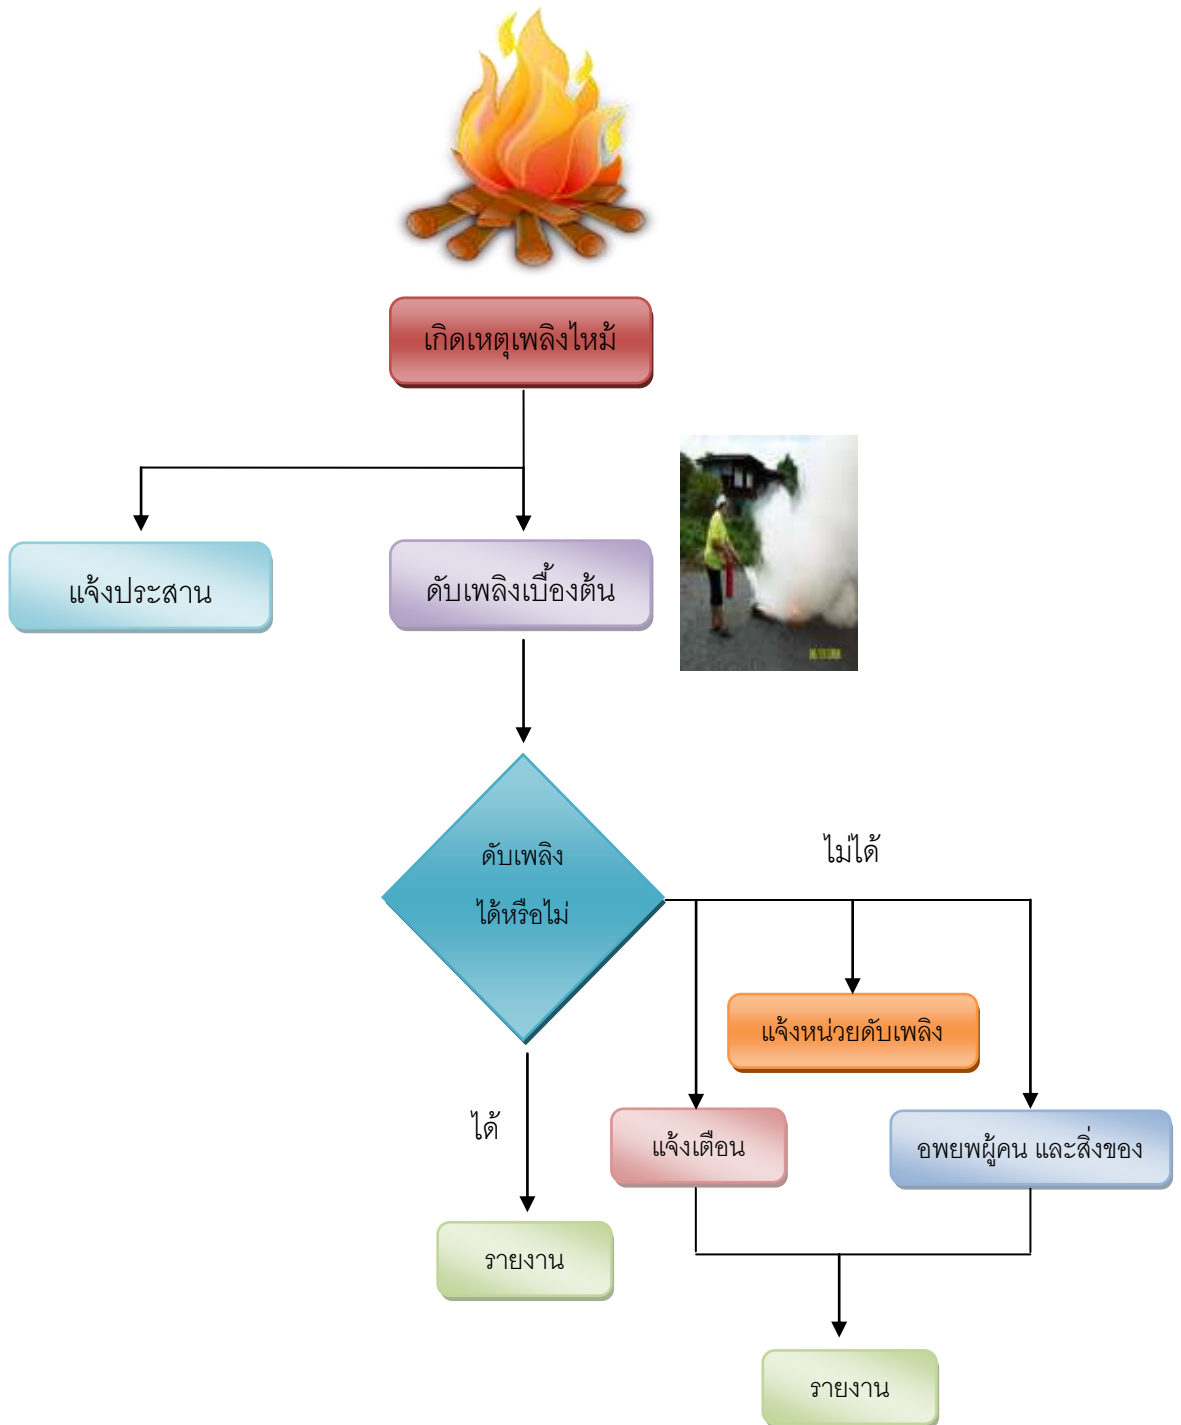 เกิดเหตุเพลิงไหม้
แจ้งประสาน
ดับเพลิงเบื้องต้น
ดับเพลิง
ได้หรือไม่
ไม่ได้
แจ้งหน่วยดับเพลิง
ได้
แจ้งเตือน
อพยพผู้คน และสิ่งของ
รายงาน
รายงาน